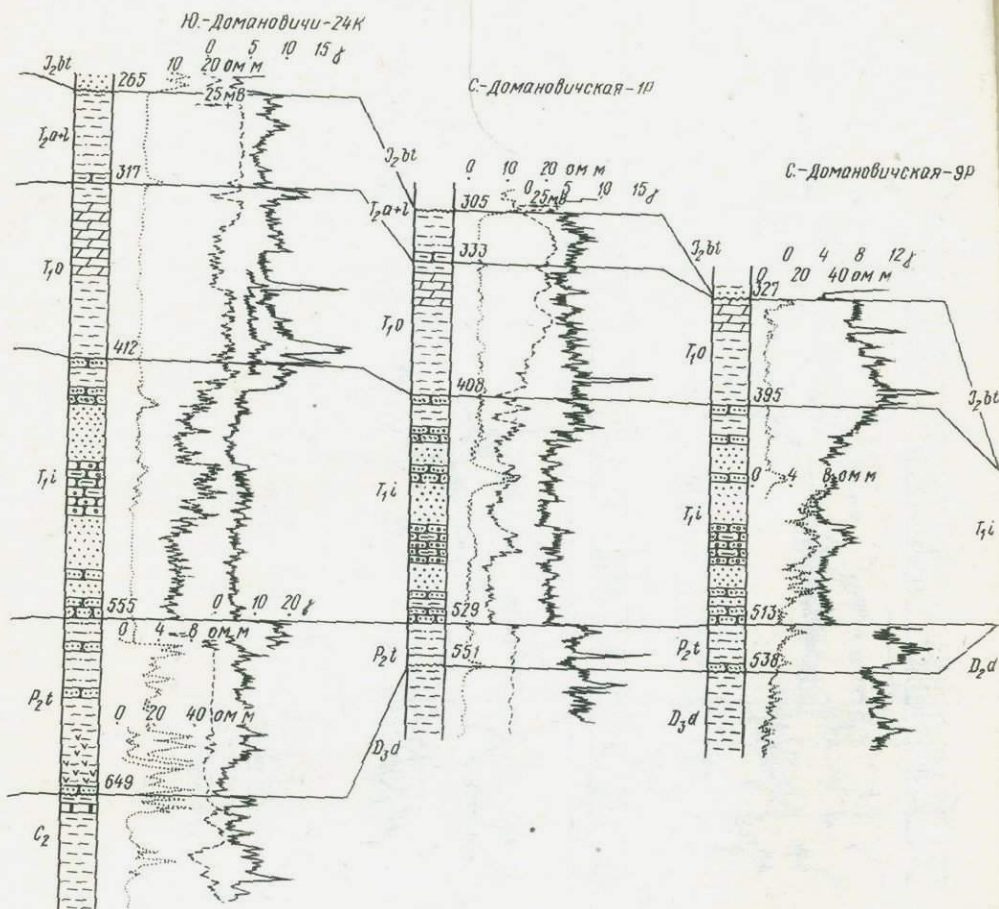 Ю.-Домановичи-24К
0 5 10 15 γ
10 20 ом м
25 мВ
J₂bt
265
T₂a+l
317
T₁o
412
T₁i
555
0 10 20 γ
0 4 8 ом м
P₂t
0 20 40 ом м
649
C₂
С.-Домановичская-1Р
0 10 20 ом м
0 5 10 15 γ
25 мВ
J₂bt
305
T₂a+l
333
T₁o
408
T₁i
529
P₂t
551
D₃d
С.-Домановичская-9Р
0 4 8 12 γ
0 20 40 ом м
J₂bt
327
T₁o
395
0 4 8 ом м
T₁i
513
P₂t
538
D₃d
J₂bt
T₁i
D₂d